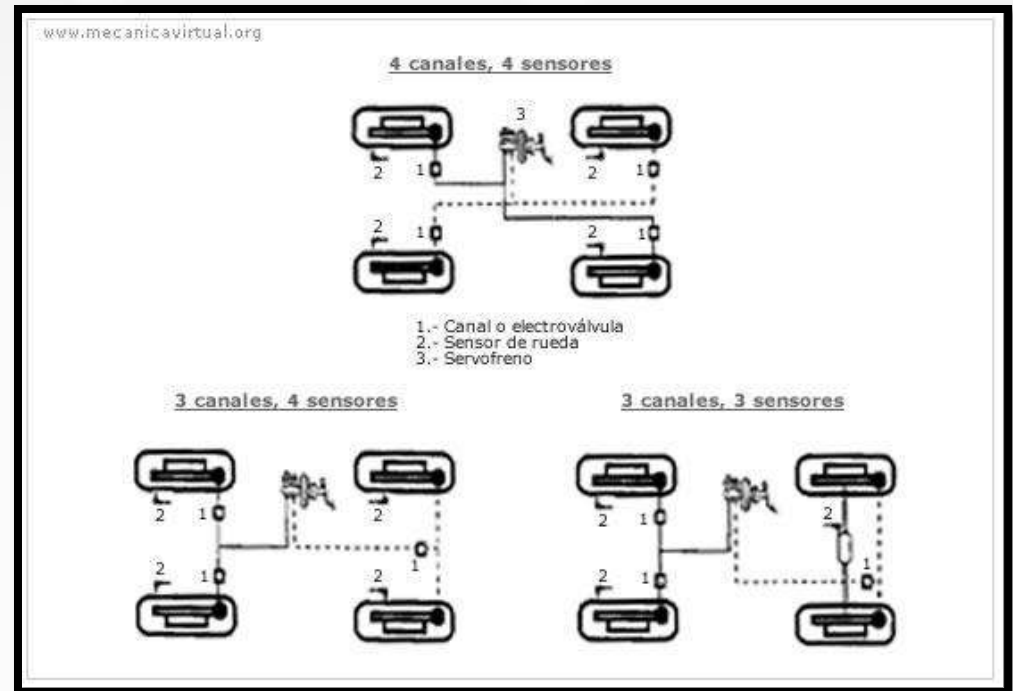 www.mecanicavirtual.org
4 canales, 4 sensores
3
2 1 2 1
2 1 2 1
1.- Canal o electroválvula
2.- Sensor de rueda
3.- Servofreno
3 canales, 4 sensores
2 1 2
1
2 1 2
3 canales, 3 sensores
2 1 2
1
2 1